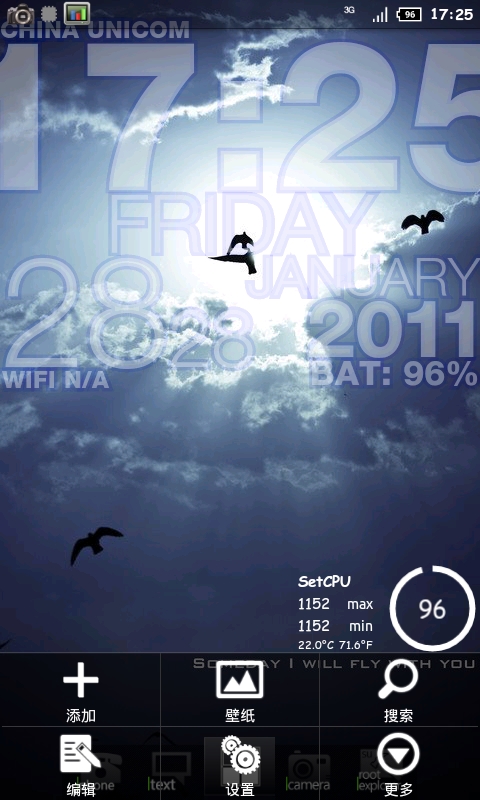 3G 96 17:25
CHINA UNICOM
17:25
FRIDAY
28 JANUARY
28 2011
WIFI N/A BAT: 96%
SetCPU
1152 max
1152 min
22.0°C 71.6°F
96
Someday I will fly with you
添加 壁纸 搜索
text camera root
编辑 设置 更多